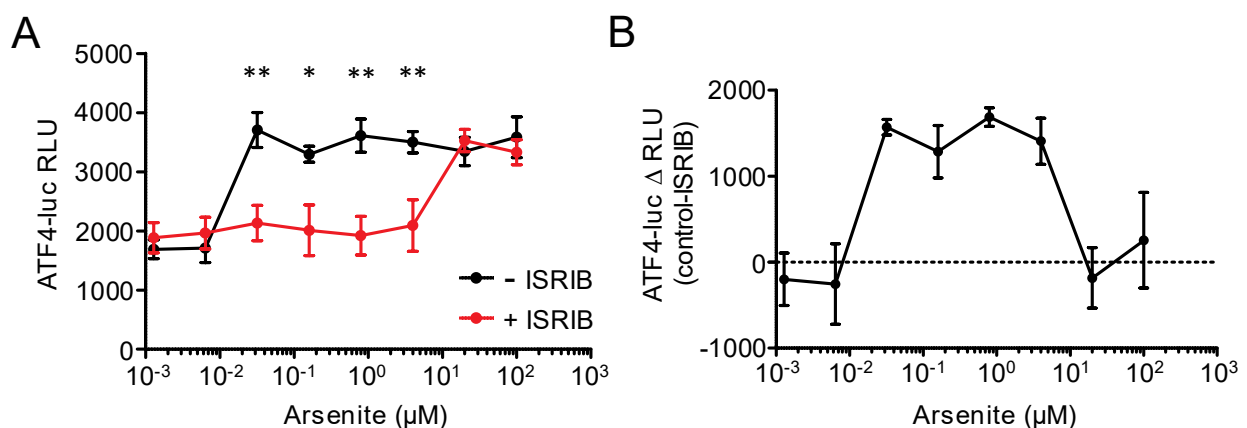 A
ATF4-luc RLU
5000
4000
3000
2000
1000
0
** * ** **
- ISRIB
+ ISRIB
10⁻³ 10⁻² 10⁻¹ 10⁰ 10¹ 10² 10³
Arsenite (µM)
B
ATF4-luc Δ RLU
(control-ISRIB)
2000
1000
0
-1000
10⁻³ 10⁻² 10⁻¹ 10⁰ 10¹ 10² 10³
Arsenite (µM)